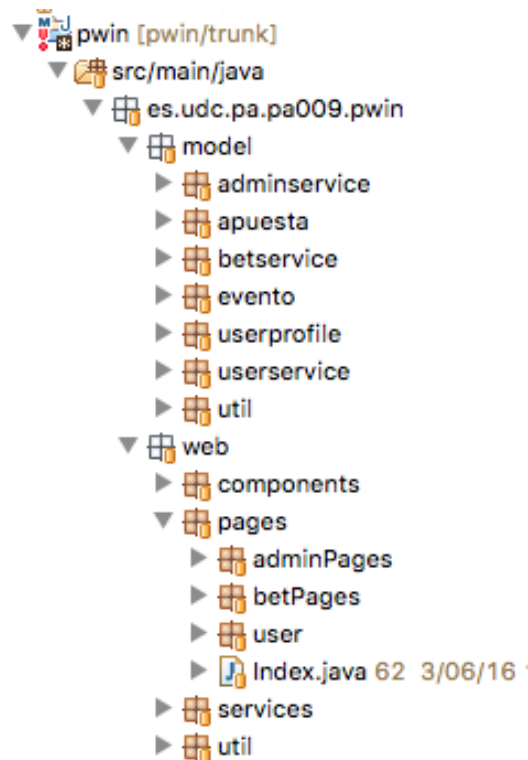 pwin [pwin/trunk]
src/main/java
es.udc.pa.pa009.pwin
model
adminservice
apuesta
betservice
evento
userprofile
userservice
util
web
components
pages
adminPages
betPages
user
Index.java 62 3/06/16
services
util